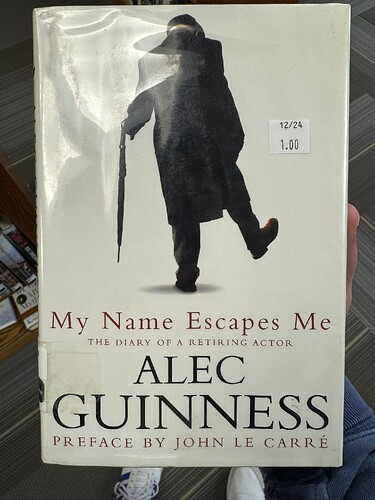 12/24
1.00
My Name Escapes Me
THE DIARY OF A RETIRING ACTOR
ALEC
GUINNESS
PREFACE BY JOHN LE CARRÉ